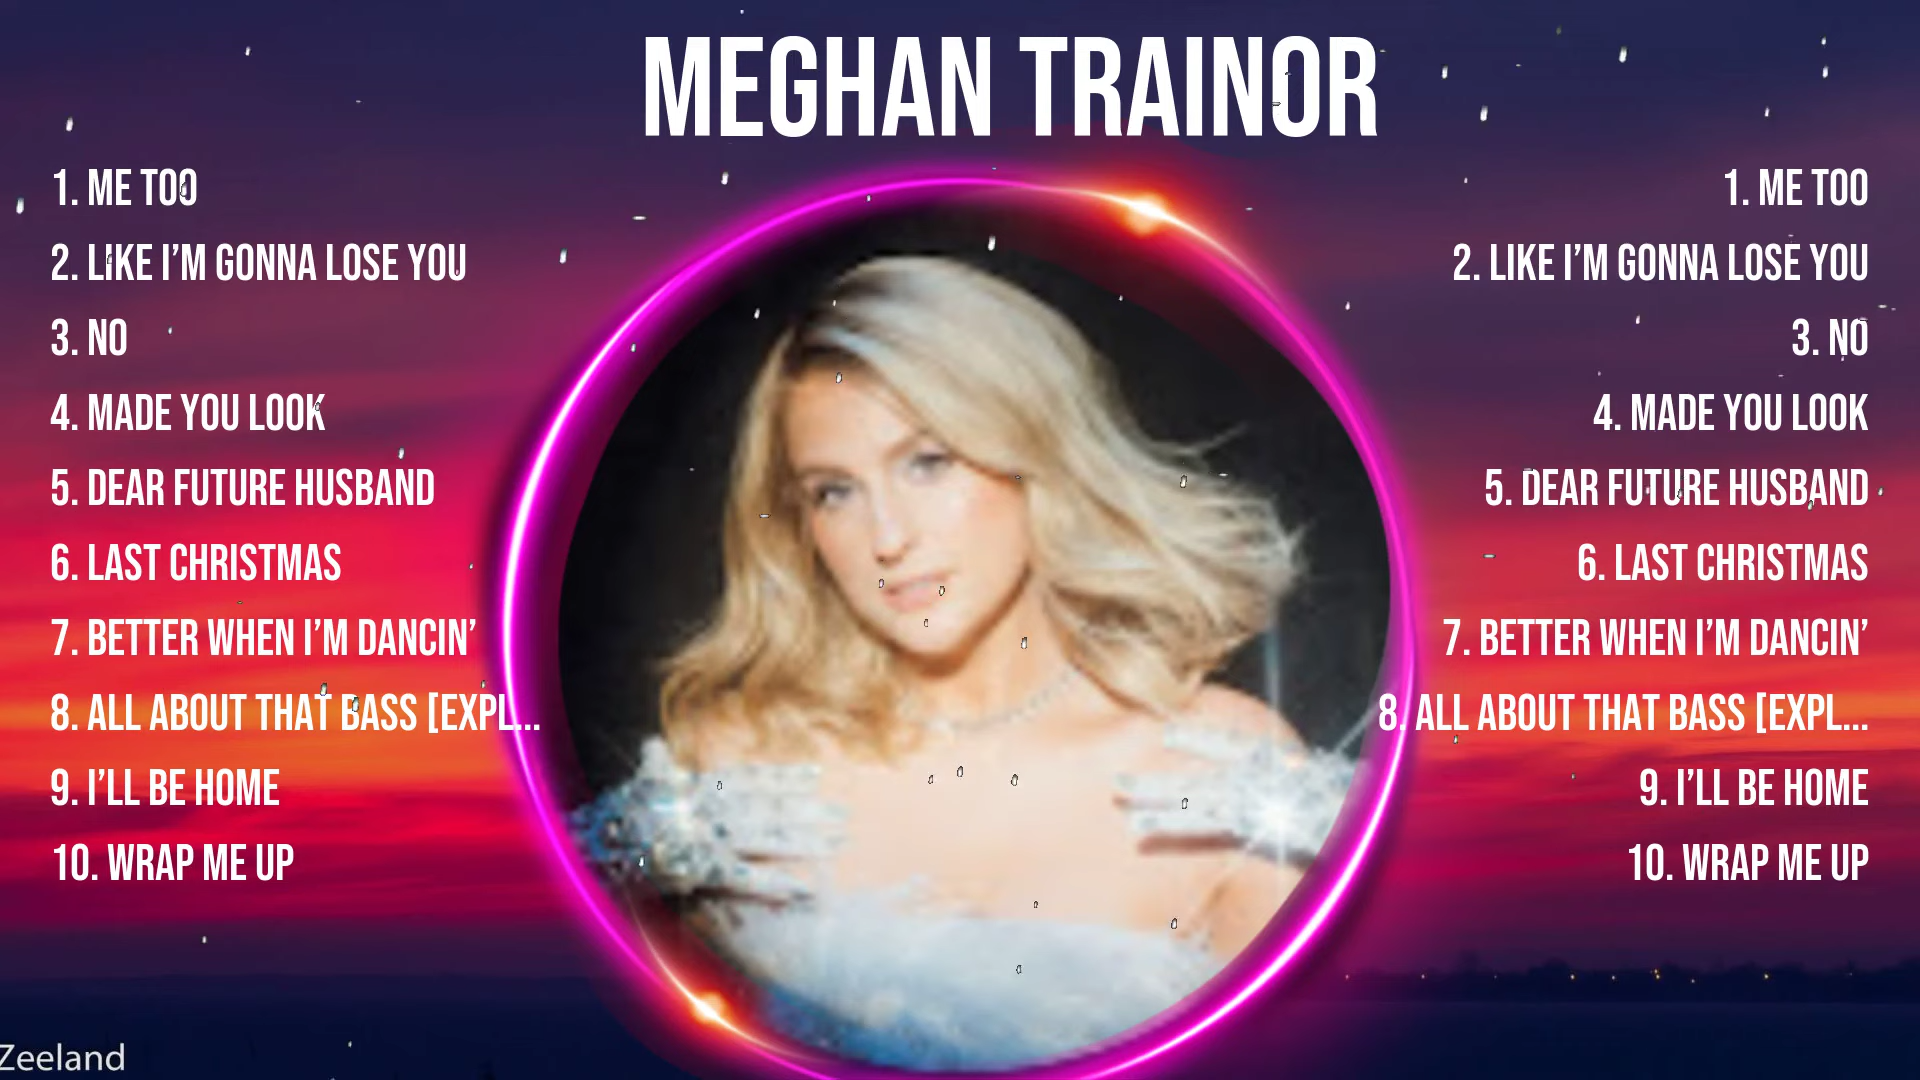 MEGHAN TRAINOR
1. ME TOO
2. LIKE I’M GONNA LOSE YOU
3. NO
4. MADE YOU LOOK
5. DEAR FUTURE HUSBAND
6. LAST CHRISTMAS
7. BETTER WHEN I’M DANCIN’
8. ALL ABOUT THAT BASS [EXPL...
9. I’LL BE HOME
10. WRAP ME UP
1. ME TOO
2. LIKE I’M GONNA LOSE YOU
3. NO
4. MADE YOU LOOK
5. DEAR FUTURE HUSBAND
6. LAST CHRISTMAS
7. BETTER WHEN I’M DANCIN’
8. ALL ABOUT THAT BASS [EXPL...
9. I’LL BE HOME
10. WRAP ME UP
Zeeland